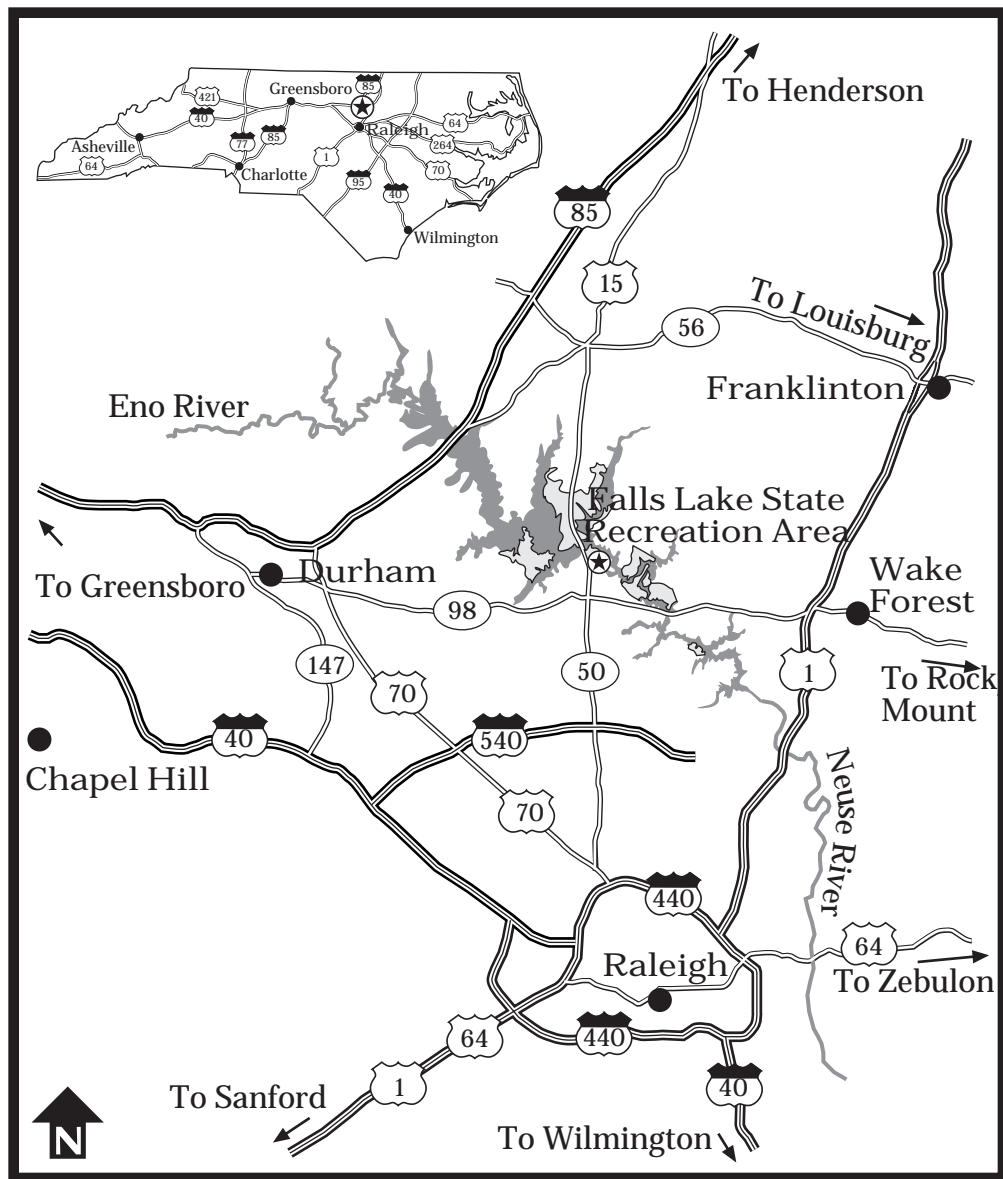 Greensboro
85
421
40
Raleigh
64
Asheville
85
77
264
64
1
70
Charlotte
95
40
Wilmington
To Henderson
85
15
56
To Louisburg
Franklinton
Eno River
Falls Lake State
Recreation Area
Durham
To Greensboro
Wake
Forest
98
147
50
1
70
To Rock
Mount
40
540
Chapel Hill
70
Neuse River
440
64
Raleigh
To Zebulon
64
440
1
40
To Sanford
To Wilmington
N